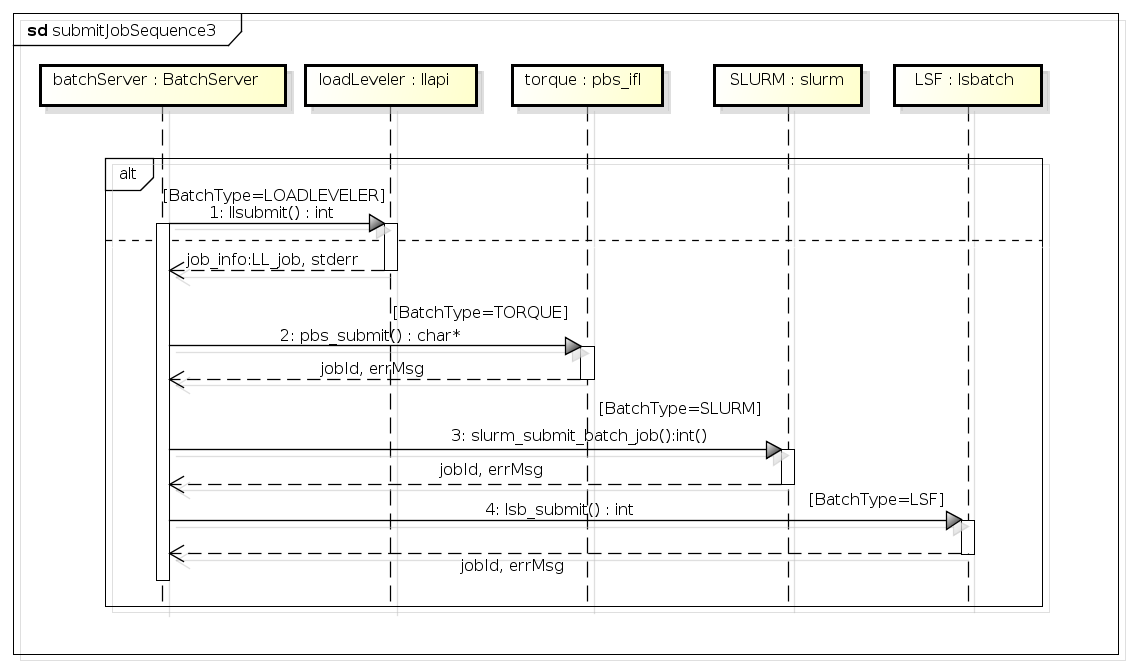 sd submitJobSequence3
batchServer : BatchServer
loadLeveler : llapi
torque : pbs_ifl
SLURM : slurm
LSF : lsbatch
alt
[BatchType=LOADLEVELER]
1: llsubmit() : int
job_info:LL_job, stderr
[BatchType=TORQUE]
2: pbs_submit() : char*
jobId, errMsg
[BatchType=SLURM]
3: slurm_submit_batch_job():int()
jobId, errMsg
[BatchType=LSF]
4: lsb_submit() : int
jobId, errMsg